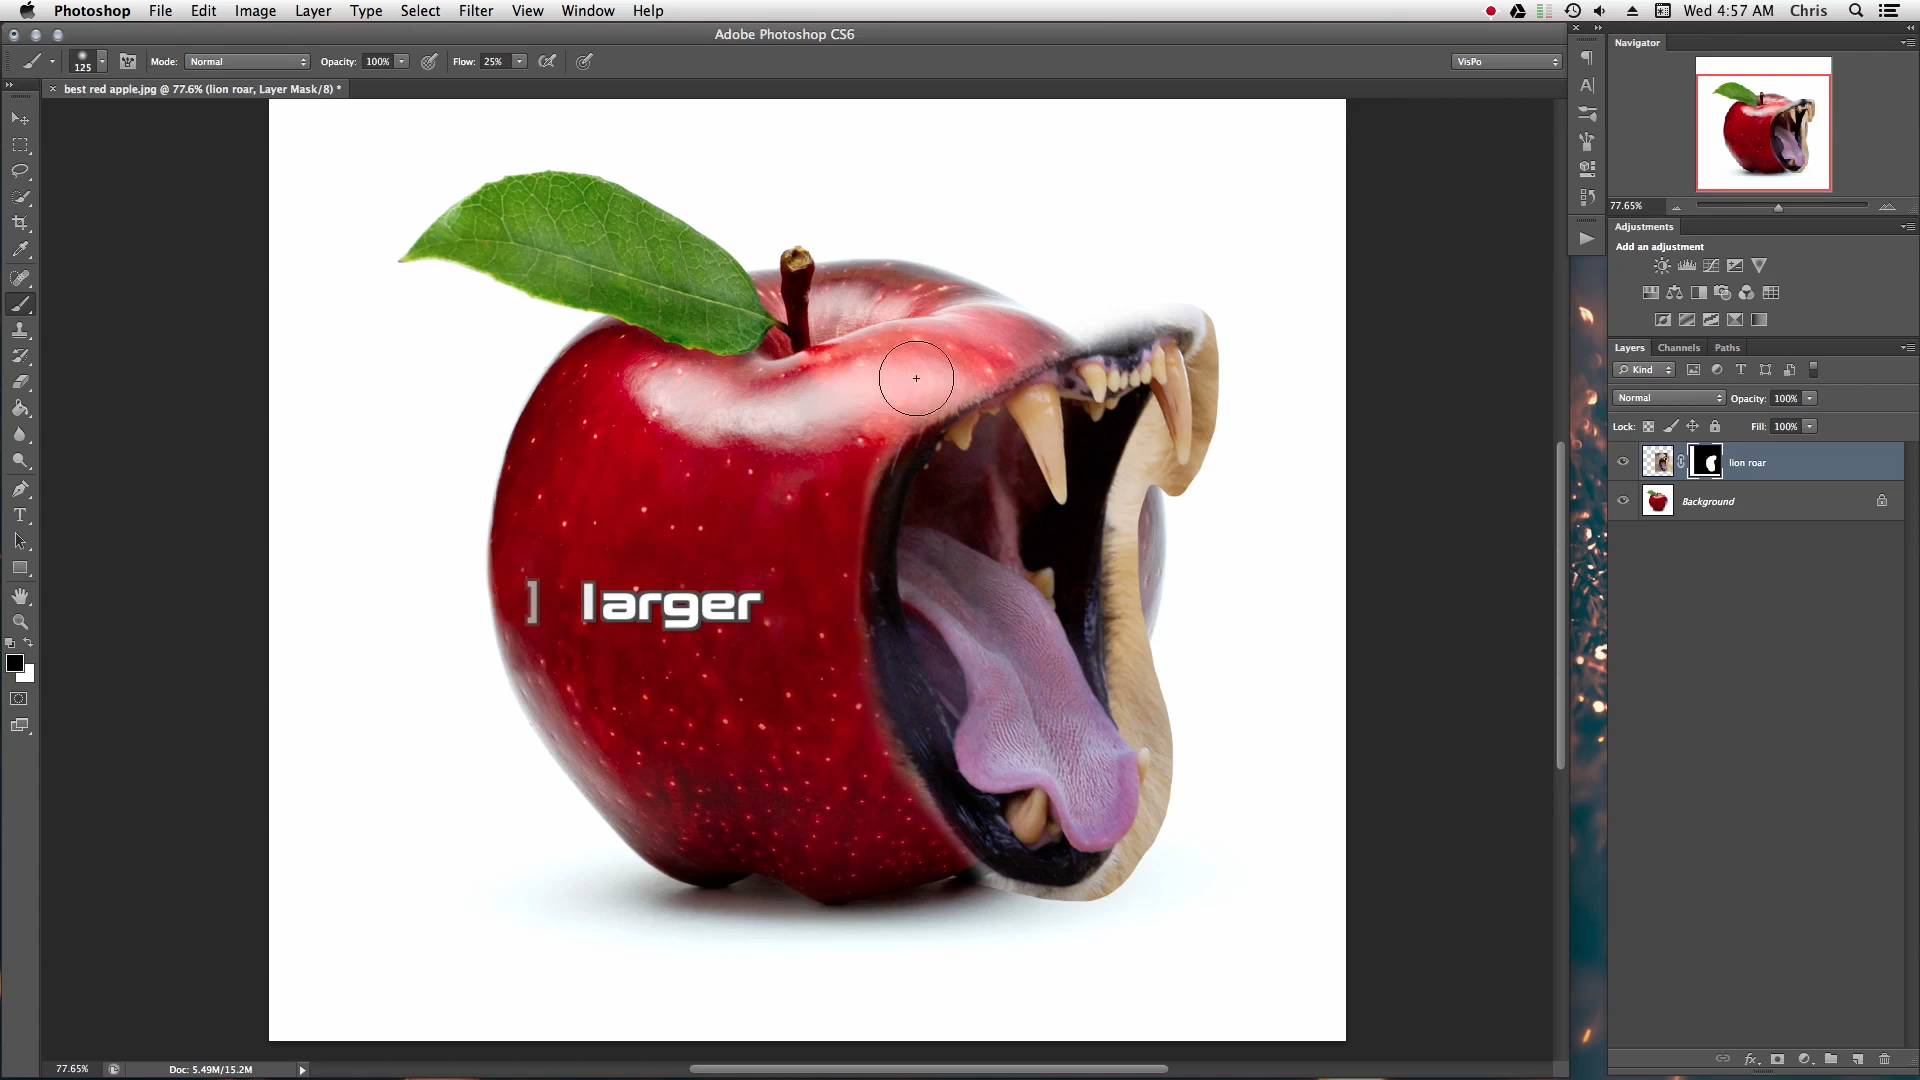 Photoshop File Edit Image Layer Type Select Filter View Window Help Wed 4:57 AM Chris
Adobe Photoshop CS6
125 Mode: Normal Opacity: 100% Flow: 25% VisPo
best red apple.jpg @ 77.6% (lion roar, Layer Mask/8) *
Navigator
77.65%
Adjustments
Add an adjustment
Layers Channels Paths
Kind
Normal Opacity: 100%
Lock: Fill: 100%
lion roar
Background
] larger
77.65% Doc: 5.49M/15.2M